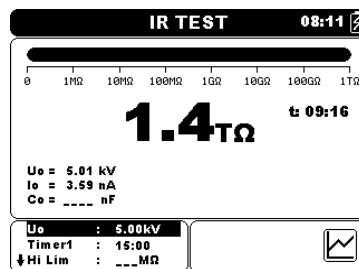 IR TEST 08:11
0 1MΩ 10MΩ 100MΩ 1GΩ 10GΩ 100GΩ 1TΩ
1.4TΩ t: 09:16
Uo = 5.01 kV
Io = 3.59 nA
Co = ____ nF
Uo : 5.00kV
Timer1 : 15:00
Hi Lim : ___MΩ